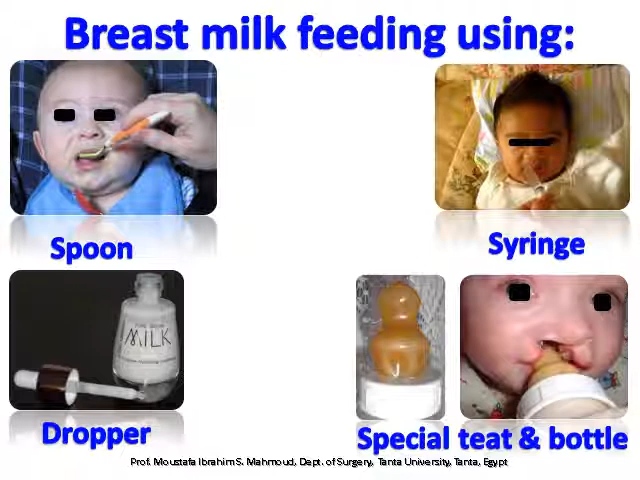 Breast milk feeding using:
Spoon
Syringe
MILK
Dropper
Special teat & bottle
Prof. Moustafa Ibrahim S. Mahmoud, Dept. of Surgery, Tanta University, Tanta, Egypt